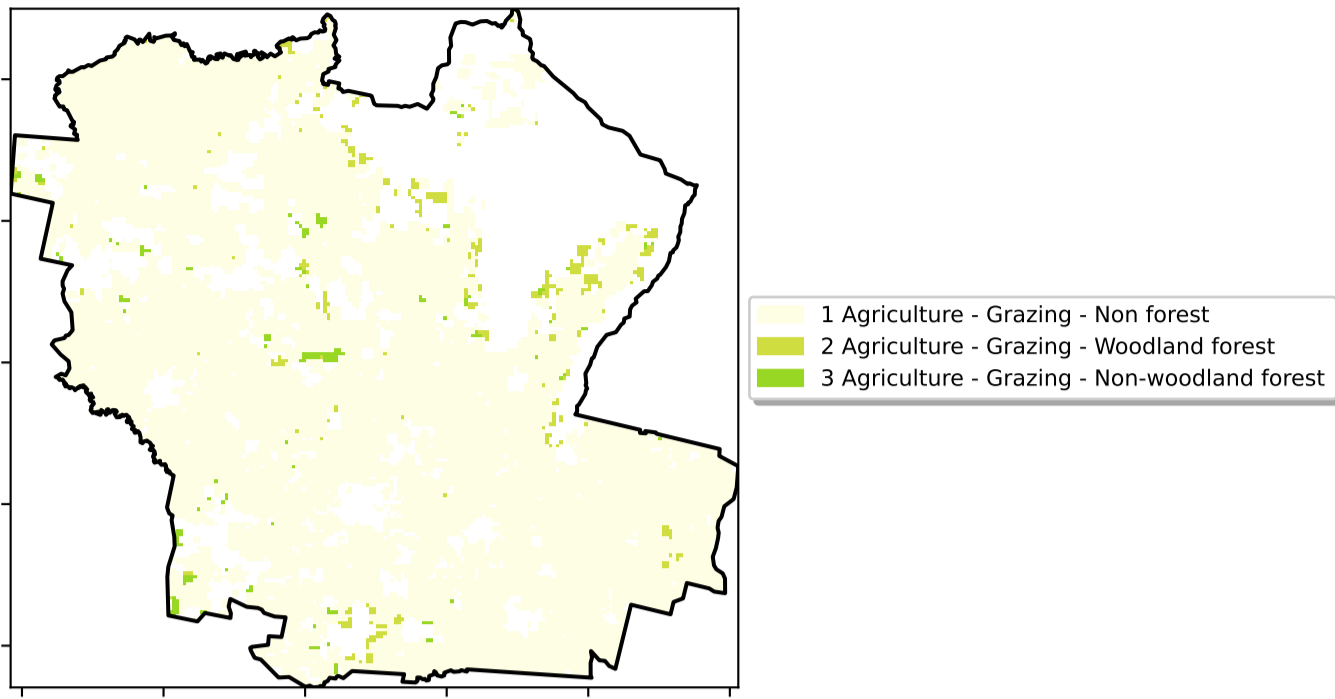 1 Agriculture - Grazing - Non forest
2 Agriculture - Grazing - Woodland forest
3 Agriculture - Grazing - Non-woodland forest